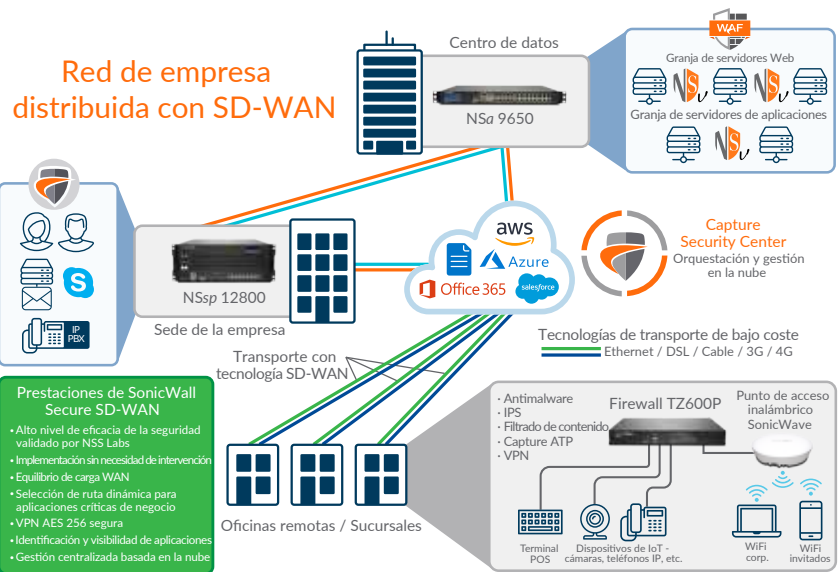 Red de empresa
distribuida con SD-WAN
Centro de datos
NSa 9650
WAF
Granja de servidores Web
NSv
NSv
Granja de servidores de aplicaciones
NSv
NSsp 12800
Sede de la empresa
IP
PBX
aws
Azure
Office 365
salesforce
Capture
Security Center
Orquestación y gestión
en la nube
Tecnologías de transporte de bajo coste
Ethernet / DSL / Cable / 3G / 4G
Transporte con
tecnología SD-WAN
Prestaciones de SonicWall
Secure SD-WAN
• Alto nivel de eficacia de la seguridad
validado por NSS Labs
• Implementación sin necesidad de intervención
• Equilibrio de carga WAN
• Selección de ruta dinámica para
aplicaciones críticas de negocio
• VPN AES 256 segura
• Identificación y visibilidad de aplicaciones
• Gestión centralizada basada en la nube
Oficinas remotas / Sucursales
· Antimalware
· IPS
· Filtrado de contenido
· Capture ATP
· VPN
Firewall TZ600P
Punto de acceso
inalámbrico
SonicWave
Terminal
POS
Dispositivos de IoT -
cámaras, teléfonos IP, etc.
WiFi
corp.
WiFi
invitados